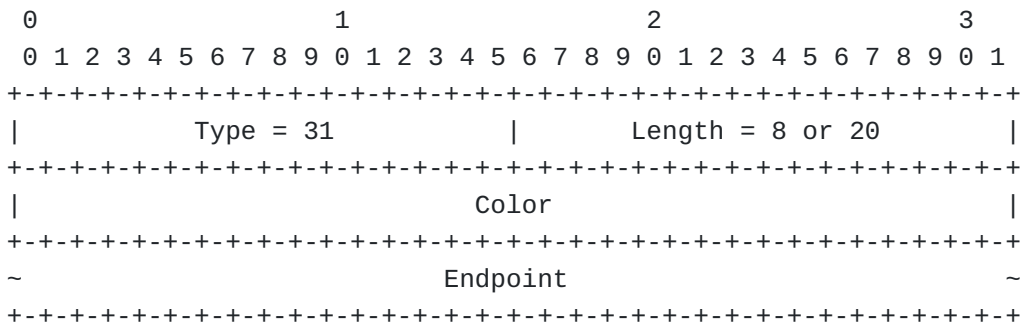 0                   1                   2                   3
 0 1 2 3 4 5 6 7 8 9 0 1 2 3 4 5 6 7 8 9 0 1 2 3 4 5 6 7 8 9 0 1
+-+-+-+-+-+-+-+-+-+-+-+-+-+-+-+-+-+-+-+-+-+-+-+-+-+-+-+-+-+-+-+-+
|           Type = 31           |       Length = 8 or 20        |
+-+-+-+-+-+-+-+-+-+-+-+-+-+-+-+-+-+-+-+-+-+-+-+-+-+-+-+-+-+-+-+-+
|                             Color                             |
+-+-+-+-+-+-+-+-+-+-+-+-+-+-+-+-+-+-+-+-+-+-+-+-+-+-+-+-+-+-+-+-+
~                           Endpoint                            ~
+-+-+-+-+-+-+-+-+-+-+-+-+-+-+-+-+-+-+-+-+-+-+-+-+-+-+-+-+-+-+-+-+